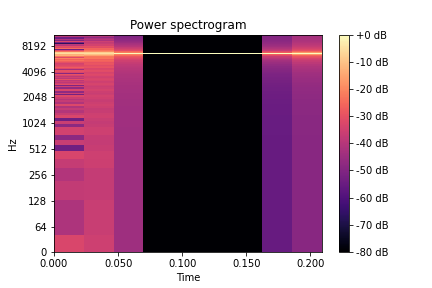 Power spectrogram
Hz
8192
4096
2048
1024
512
256
128
64
0
0.000 0.050 0.100 0.150 0.200
Time
+0 dB
-10 dB
-20 dB
-30 dB
-40 dB
-50 dB
-60 dB
-70 dB
-80 dB